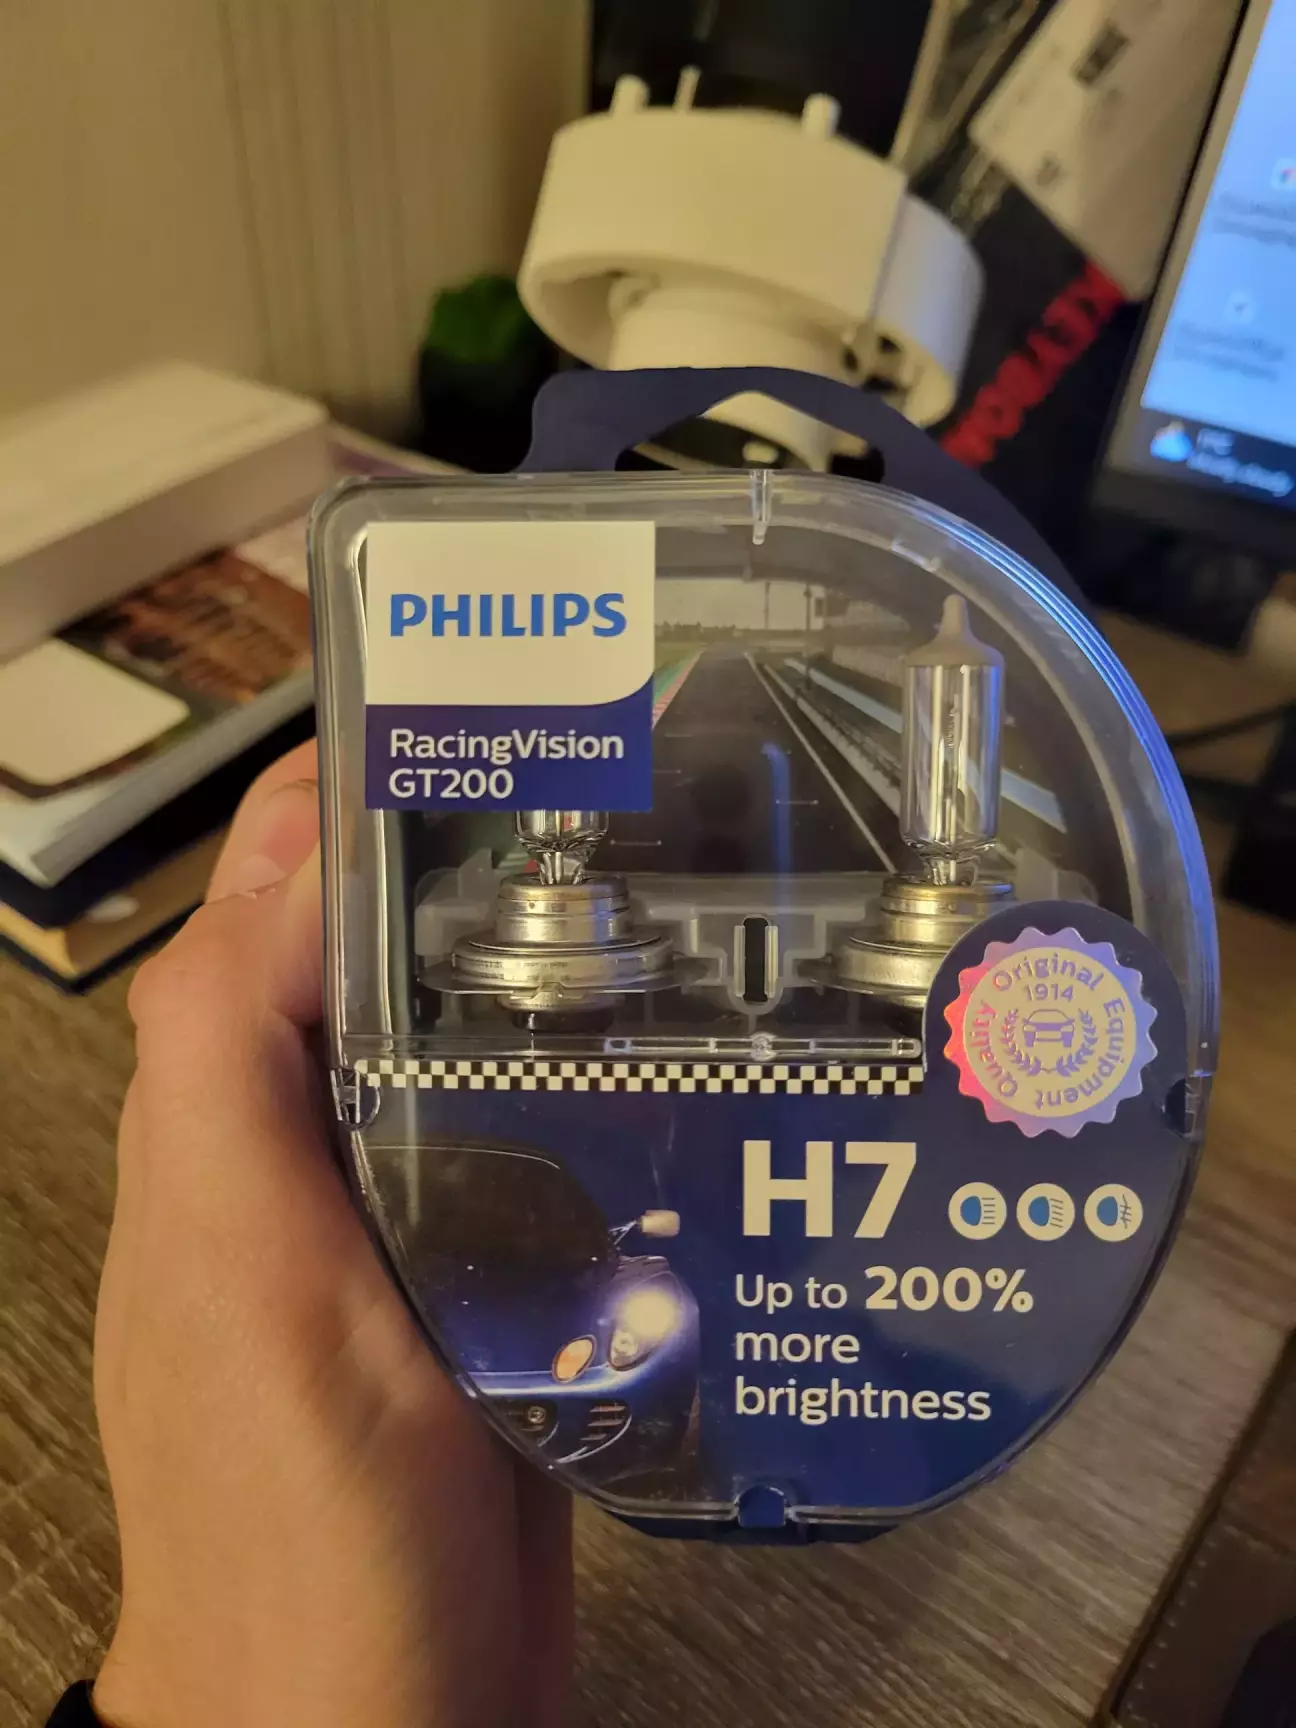 PHILIPS
RacingVision
GT200
Quality Original Equipment
1914
H7
Up to 200%
more
brightness